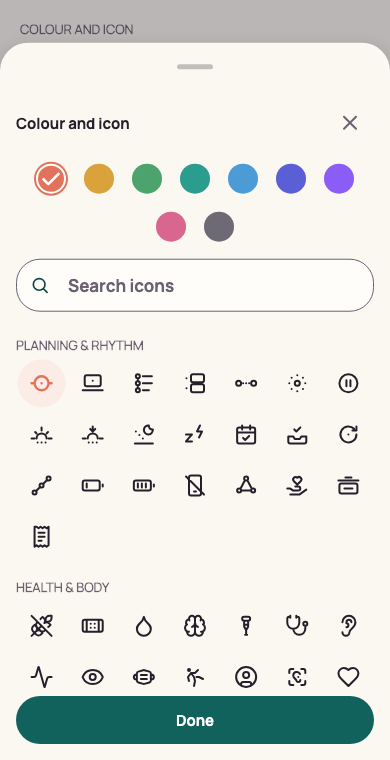 COLOUR AND ICON
Colour and icon
Search icons
PLANNING & RHYTHM
HEALTH & BODY
Done